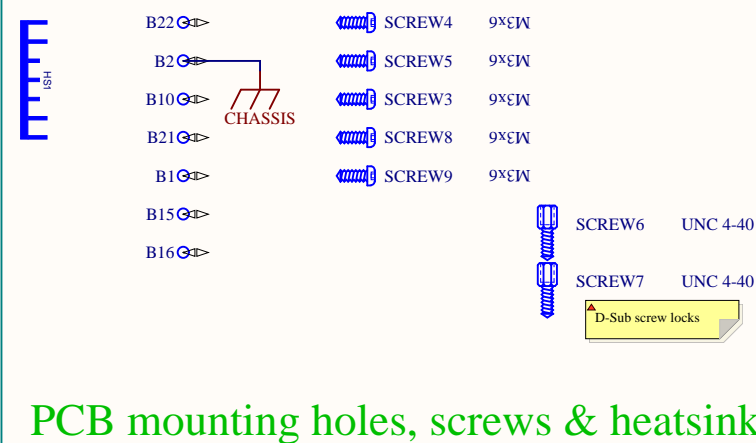 B22 SCREW4 M3x6
B2 SCREW5 M3x6
HS1
B10 SCREW3 M3x6
CHASSIS
B21 SCREW8 M3x6
B1 SCREW9 M3x6
B15
SCREW6 UNC 4-40
B16
SCREW7 UNC 4-40
D-Sub screw locks
PCB mounting holes, screws & heatsink